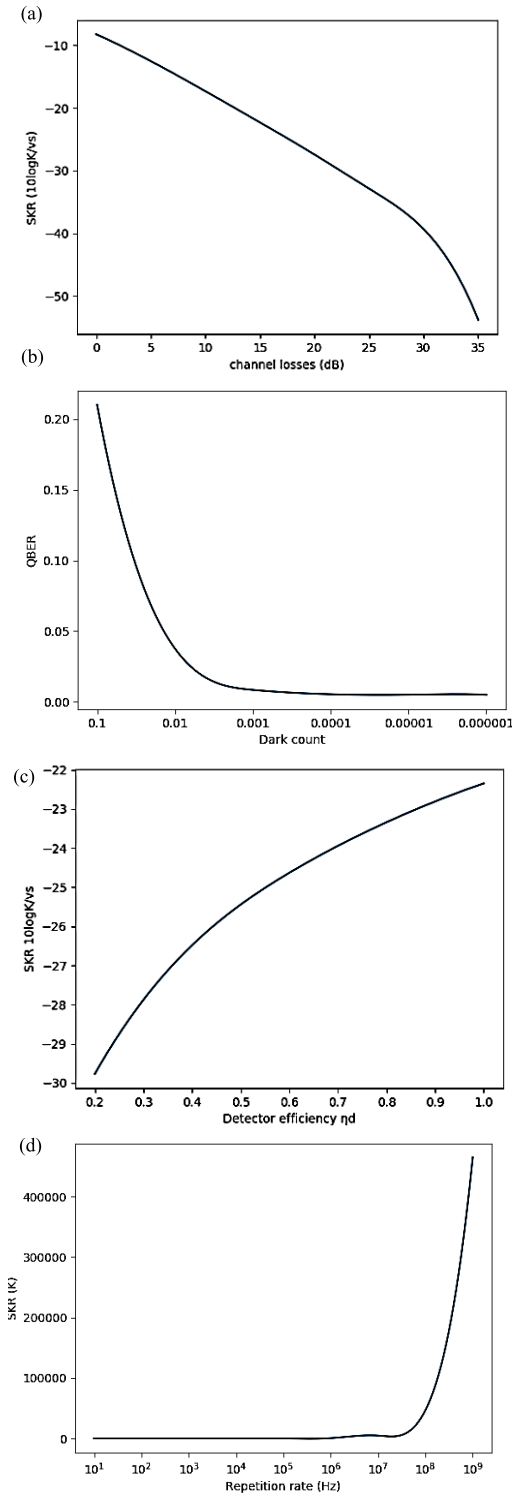 (a)
SKR (10logK/vs)
−10
−20
−30
−40
−50
0 5 10 15 20 25 30 35
channel losses (dB)
(b)
QBER
0.20
0.15
0.10
0.05
0.00
0.1 0.01 0.001 0.0001 0.00001 0.000001
Dark count
(c)
SKR 10logK/vs
−22
−23
−24
−25
−26
−27
−28
−29
−30
0.2 0.3 0.4 0.5 0.6 0.7 0.8 0.9 1.0
Detector efficiency ηd
(d)
SKR (K)
400000
300000
200000
100000
0
10¹ 10² 10³ 10⁴ 10⁵ 10⁶ 10⁷ 10⁸ 10⁹
Repetition rate (Hz)